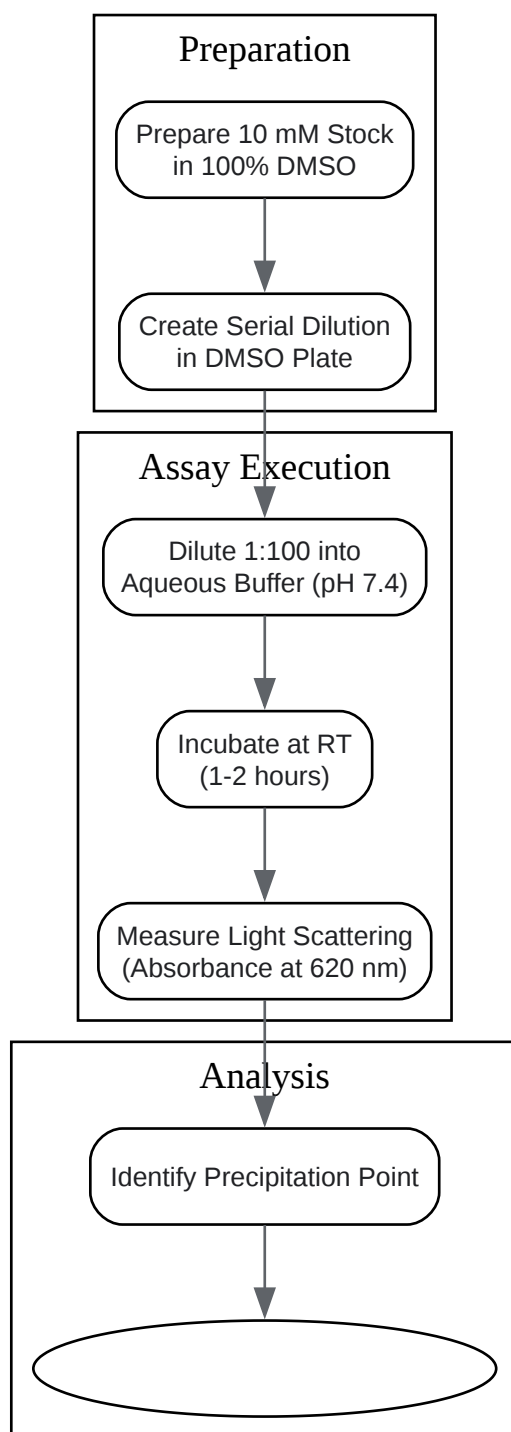 Preparation
Prepare 10 mM Stock
in 100% DMSO
Create Serial Dilution
in DMSO Plate
Assay Execution
Dilute 1:100 into
Aqueous Buffer (pH 7.4)
Incubate at RT
(1-2 hours)
Measure Light Scattering
(Absorbance at 620 nm)
Analysis
Identify Precipitation Point